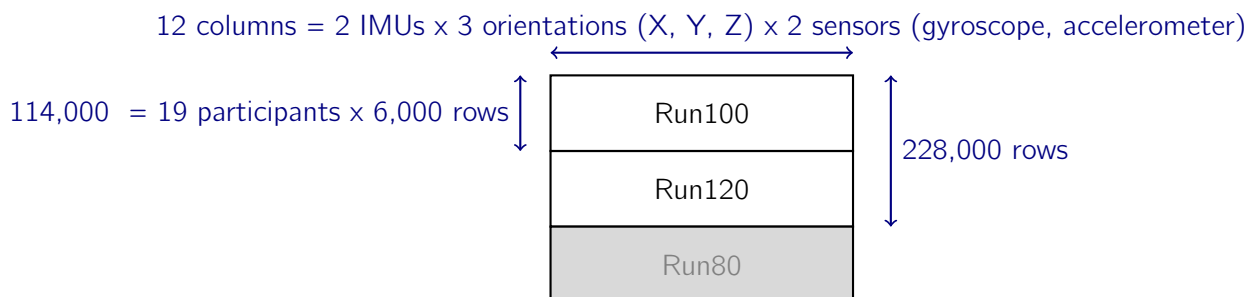 12 columns = 2 IMUs x 3 orientations (X, Y, Z) x 2 sensors (gyroscope, accelerometer)
114,000 = 19 participants x 6,000 rows
Run100
228,000 rows
Run120
Run80